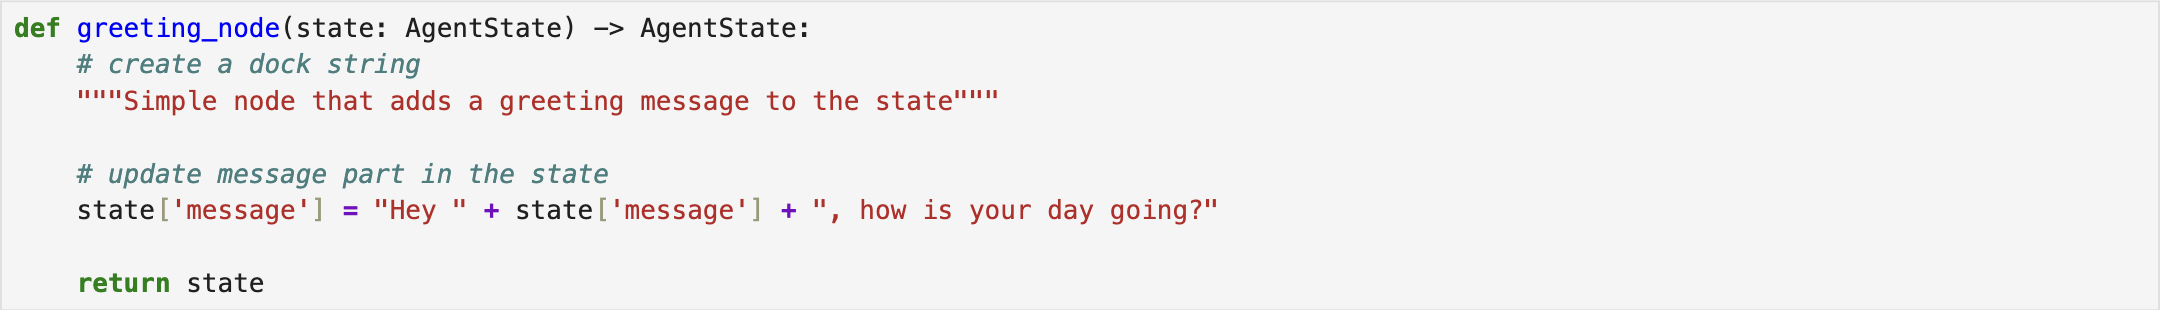 def greeting_node(state: AgentState) -> AgentState:
    # create a dock string
    """Simple node that adds a greeting message to the state"""

    # update message part in the state
    state['message'] = "Hey " + state['message'] + ", how is your day going?"

    return state